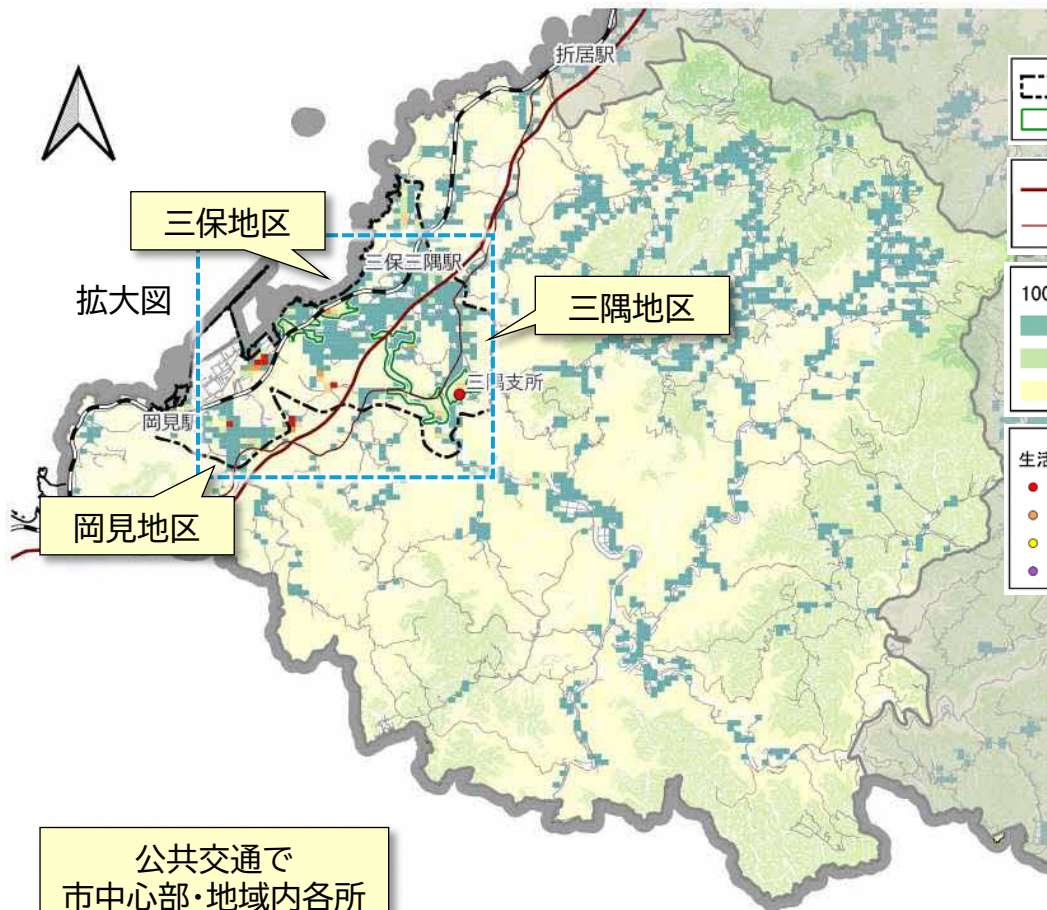 折居駅
三保地区
三保三隅駅
拡大図
三隅地区
100
三隅支所
岡見駅
生活
岡見地区
公共交通で
市中心部・地域内各所